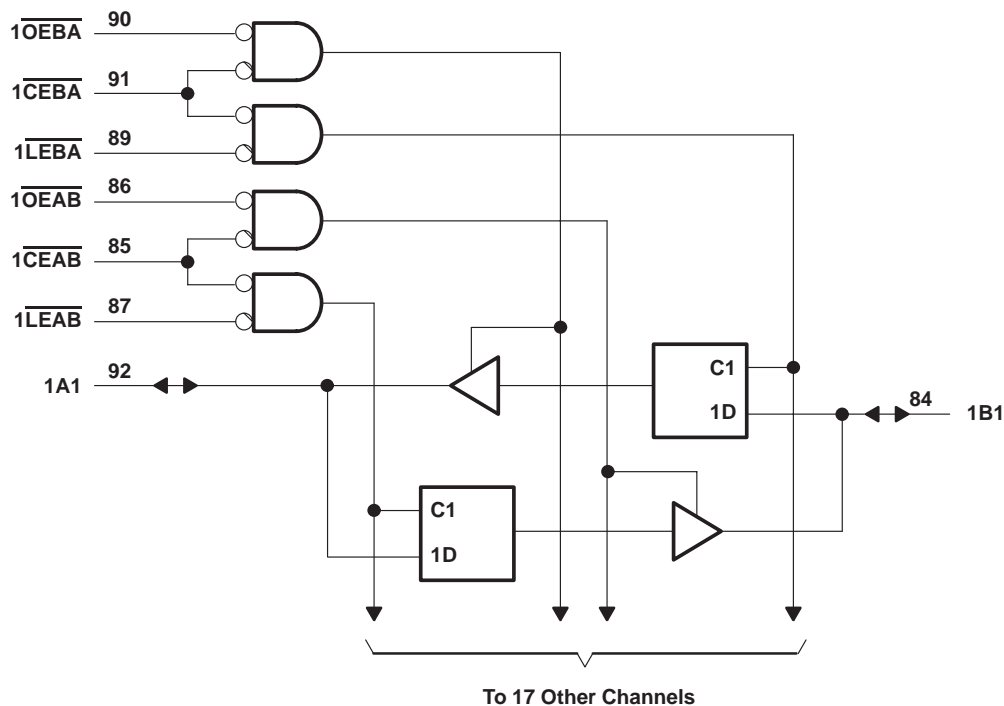 1OEBA 90
1CEBA 91
1LEBA 89
1OEAB 86
1CEAB 85
1LEAB 87
1A1 92
C1
1D
84 1B1
C1
1D
To 17 Other Channels